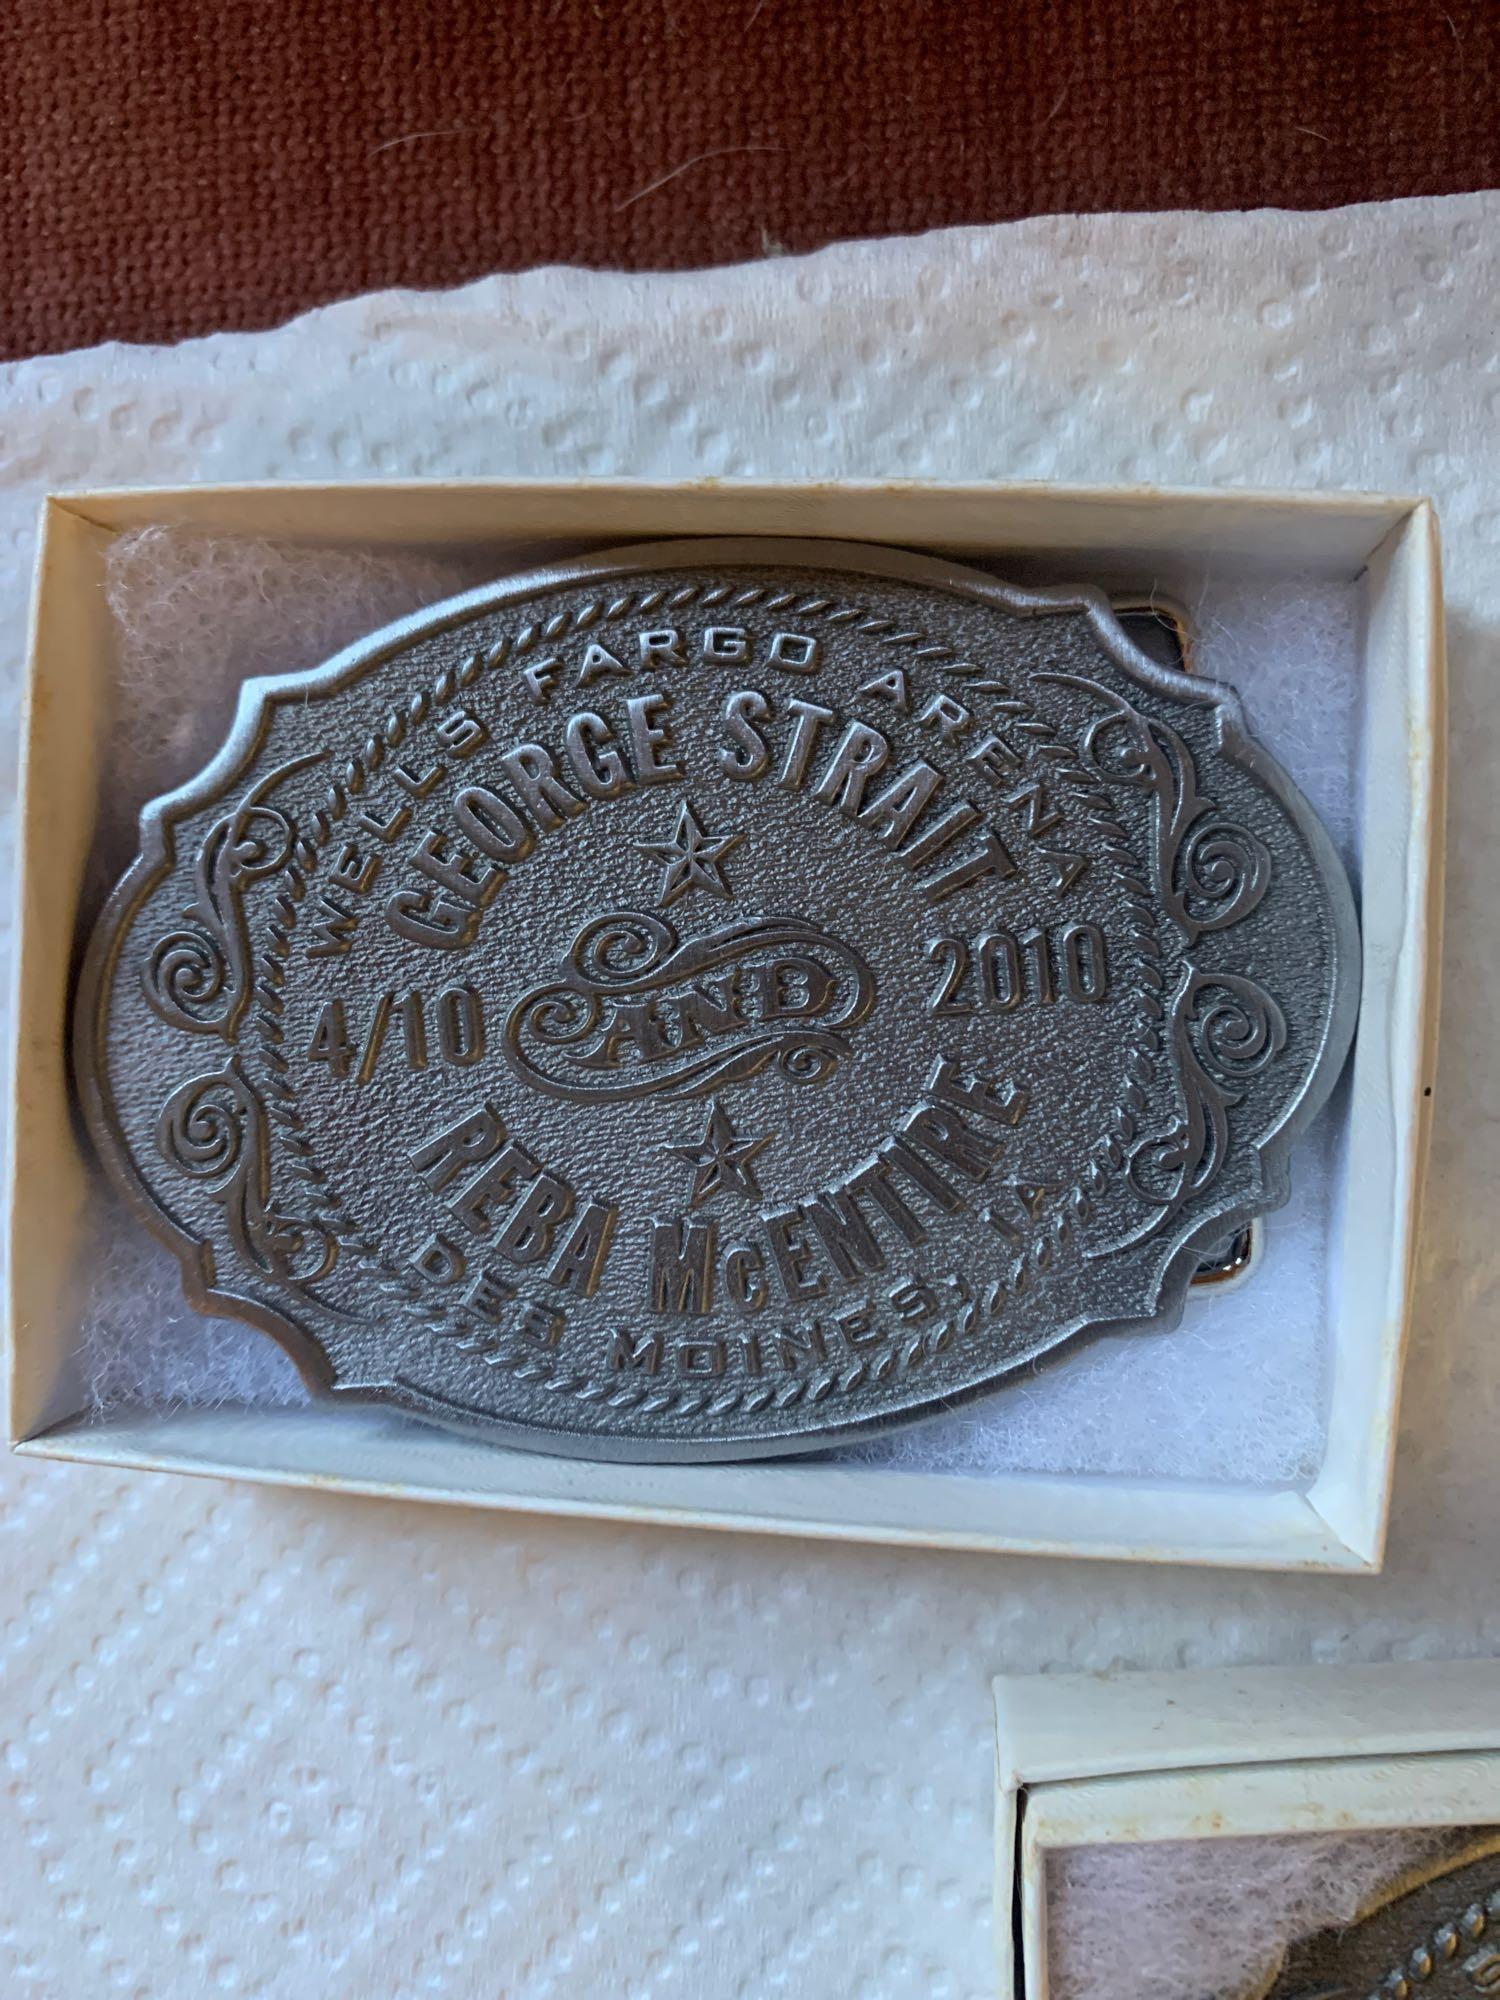 WELLS FARGO ARENA
GEORGE STRAIT
4/10 AND 2010
REBA McENTIRE
DES MOINES, IA